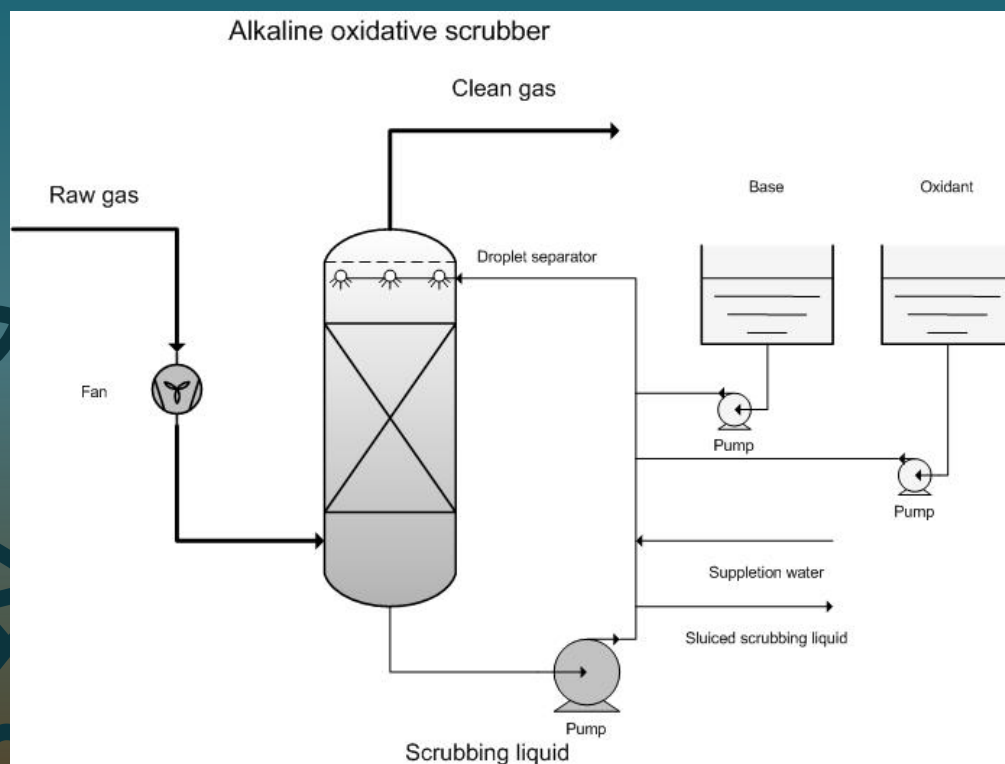 Alkaline oxidative scrubber
Clean gas
Raw gas
Base
Oxidant
Droplet separator
Fan
Pump
Pump
Suppletion water
Sluiced scrubbing liquid
Pump
Scrubbing liquid